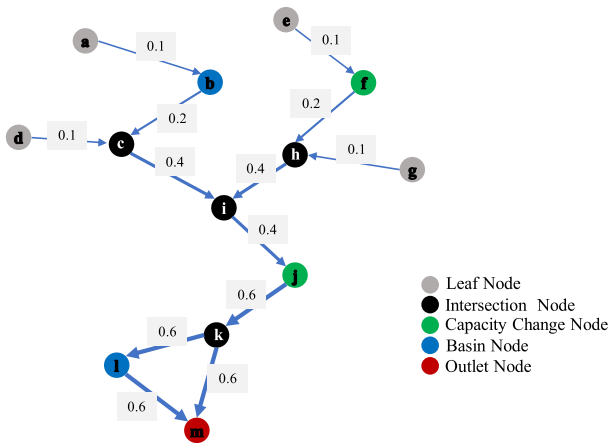 e
a
0.1
0.1
b
f
0.2
0.2
d
0.1
c
h
0.1
g
0.4
0.4
i
0.4
j
Leaf Node
0.6
Intersection Node
Capacity Change Node
0.6
k
Basin Node
l
0.6
Outlet Node
0.6
m